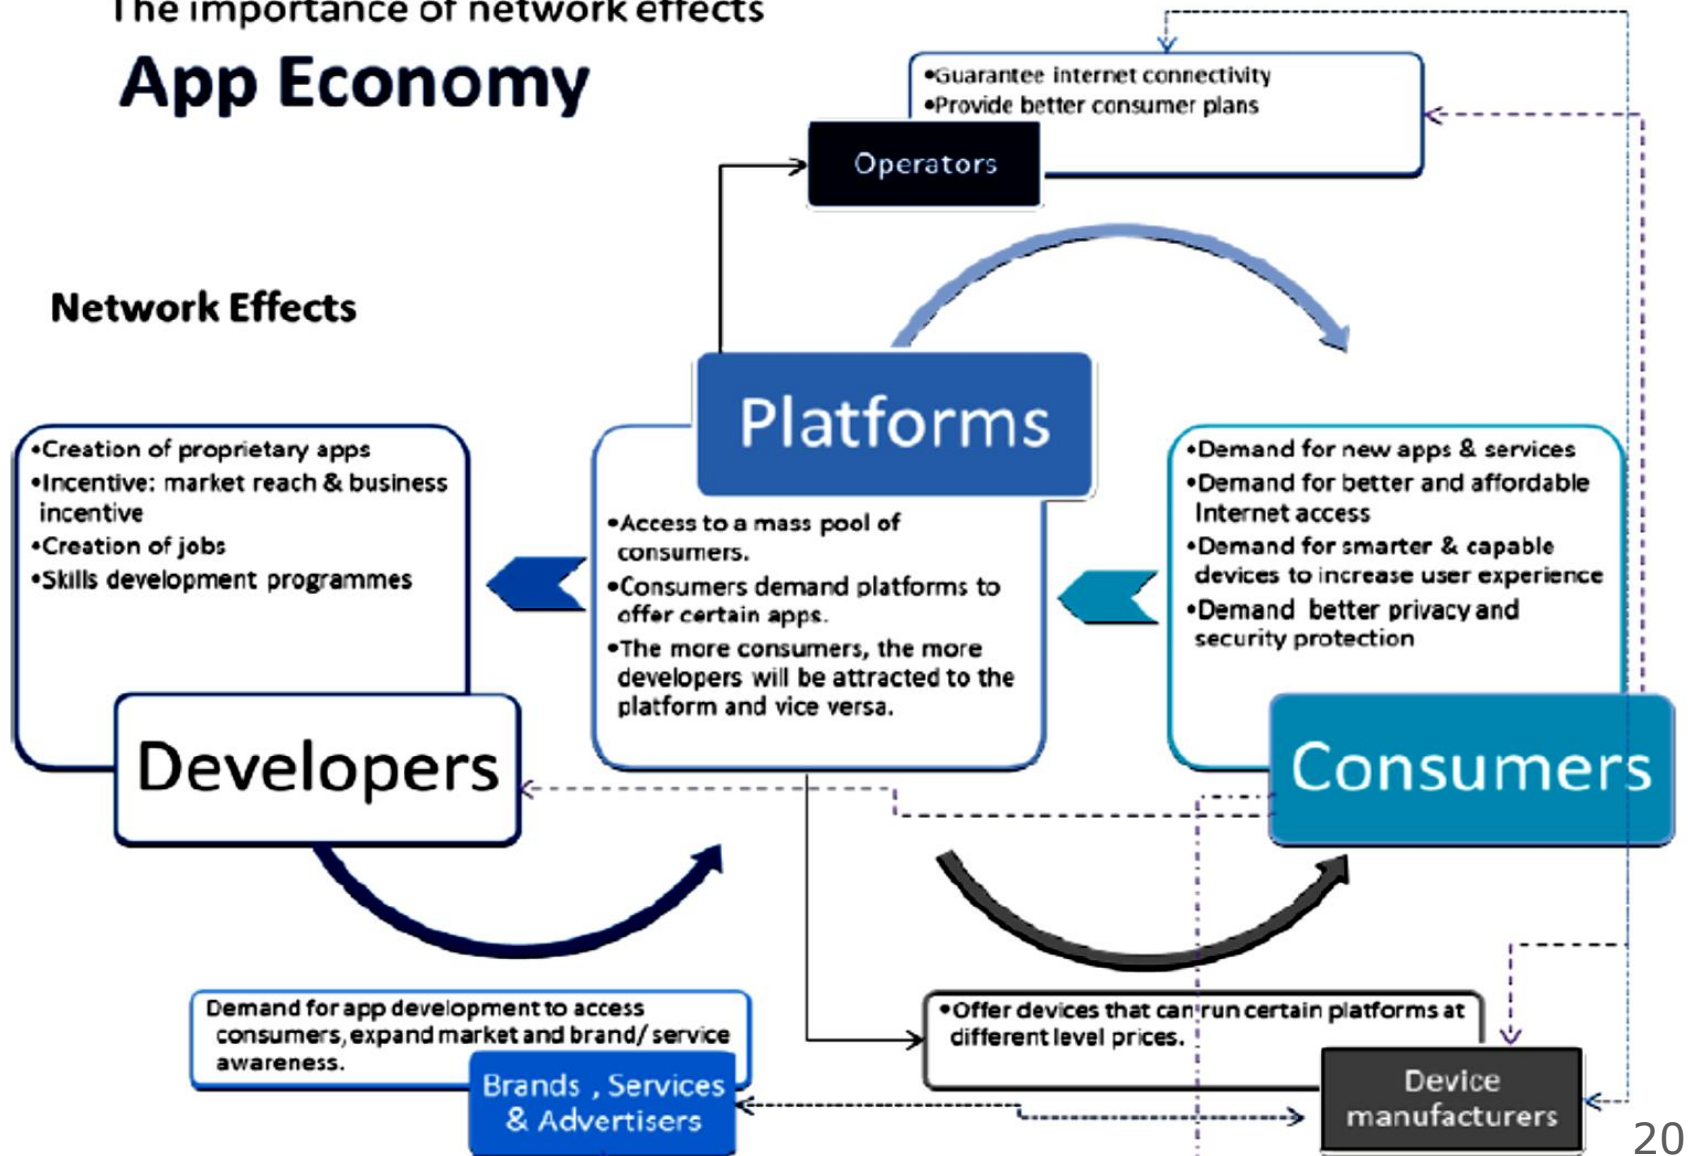 The importance of network effects
App Economy
•Guarantee internet connectivity
•Provide better consumer plans
Operators
Network Effects
Platforms
•Creation of proprietary apps
•Incentive: market reach & business
incentive
•Creation of jobs
•Skills development programmes
Developers
•Access to a mass pool of
consumers.
•Consumers demand platforms to
offer certain apps.
•The more consumers, the more
developers will be attracted to the
platform and vice versa.
•Demand for new apps & services
•Demand for better and affordable
Internet access
•Demand for smarter & capable
devices to increase user experience
•Demand better privacy and
security protection
Consumers
Demand for app development to access
consumers, expand market and brand/ service
awareness.
Brands , Services
& Advertisers
•Offer devices that can run certain platforms at
different level prices.
Device
manufacturers
20